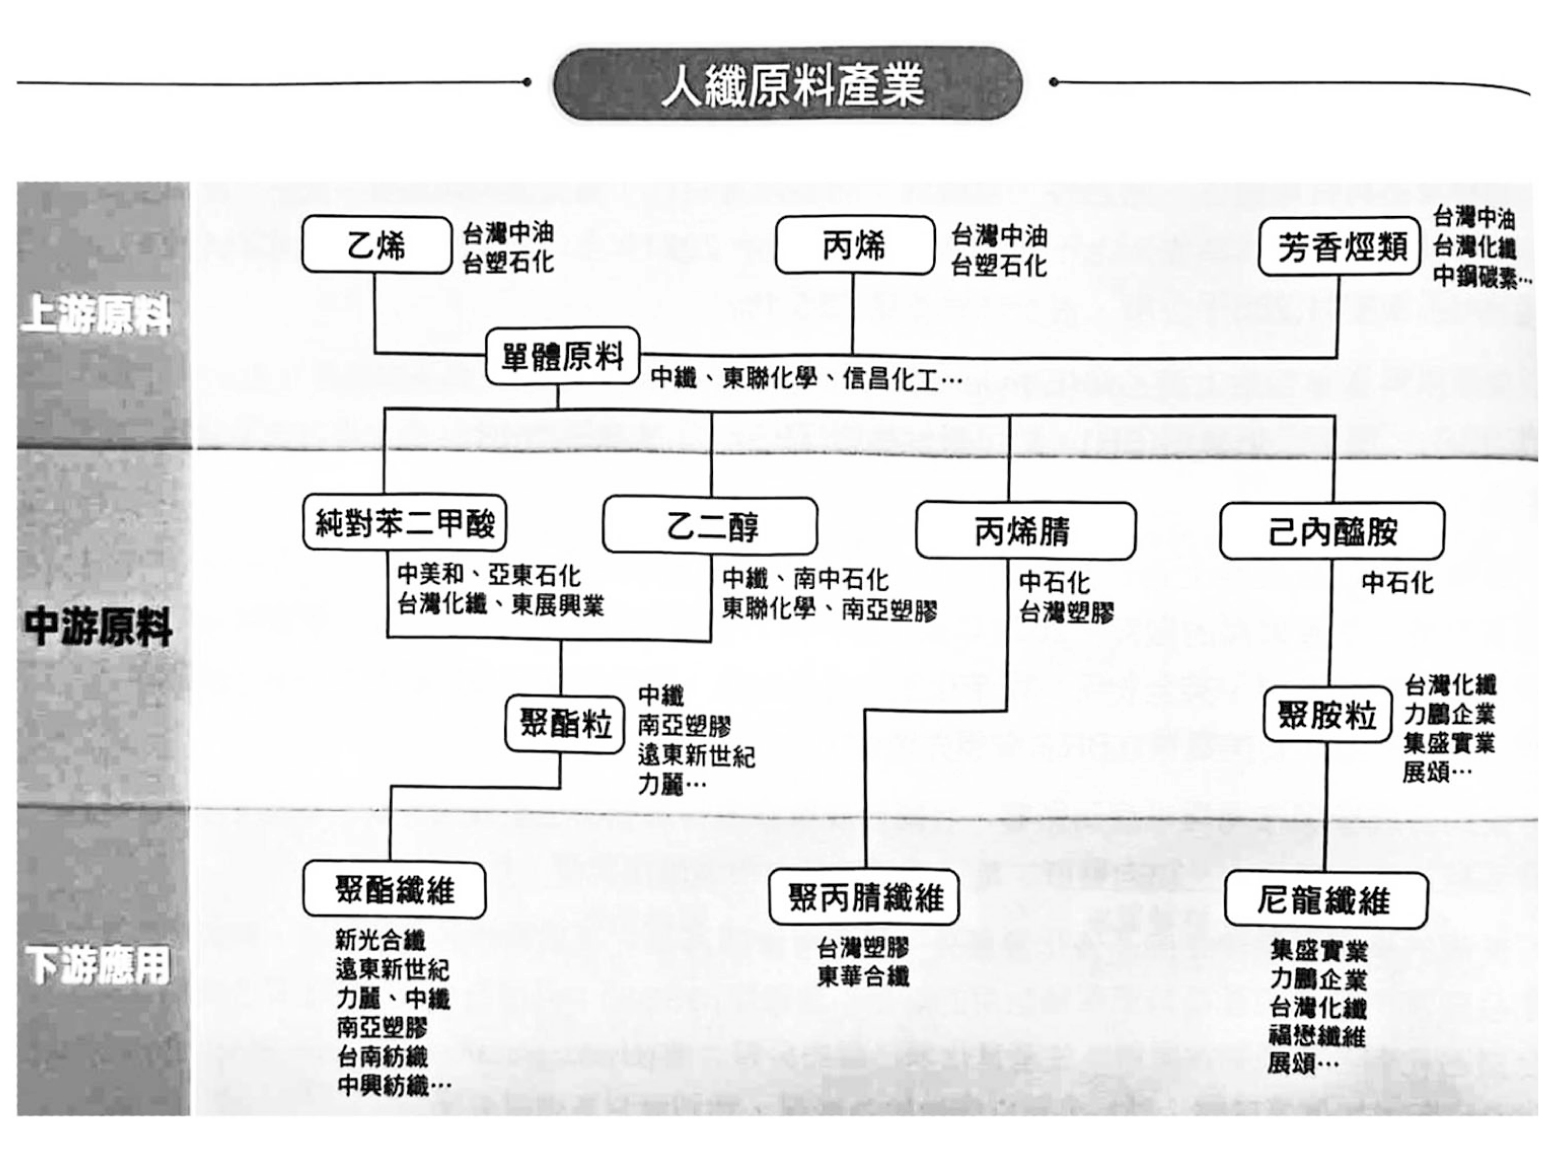 人纖原料產業
上游原料
乙烯
台灣中油
台塑石化
丙烯
台灣中油
台塑石化
芳香烴類
台灣中油
台灣化纖
中鋼碳素…
單體原料
中纖、東聯化學、信昌化工…
中游原料
純對苯二甲酸
中美和、亞東石化
台灣化纖、東展興業
乙二醇
中纖、南中石化
東聯化學、南亞塑膠
丙烯腈
中石化
台灣塑膠
己內醯胺
中石化
聚酯粒
中纖
南亞塑膠
遠東新世紀
力麗…
聚胺粒
台灣化纖
力鵬企業
集盛實業
展頌…
下游應用
聚酯纖維
新光合纖
遠東新世紀
力麗、中纖
南亞塑膠
台南紡織
中興紡織…
聚丙腈纖維
台灣塑膠
東華合纖
尼龍纖維
集盛實業
力鵬企業
台灣化纖
福懋纖維
展頌…